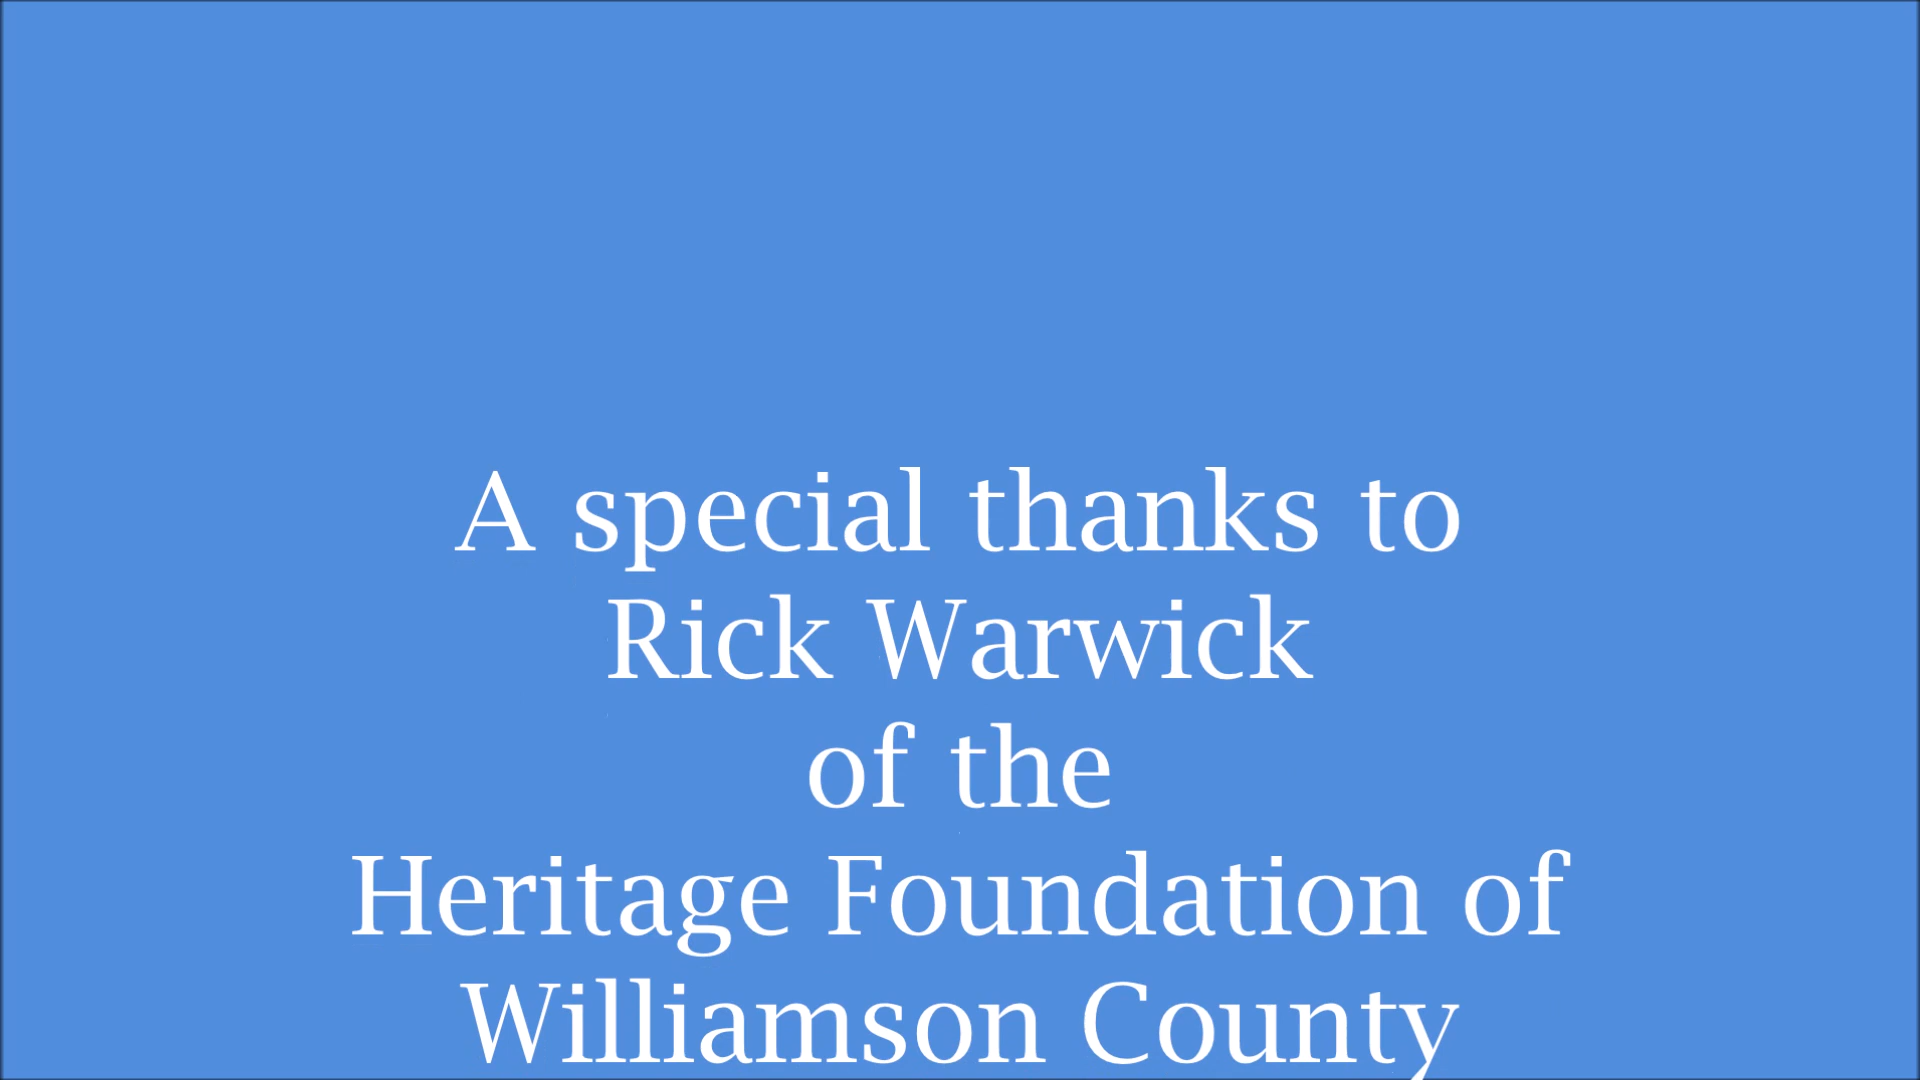 A special thanks to
Rick Warwick
of the
Heritage Foundation of
Williamson County